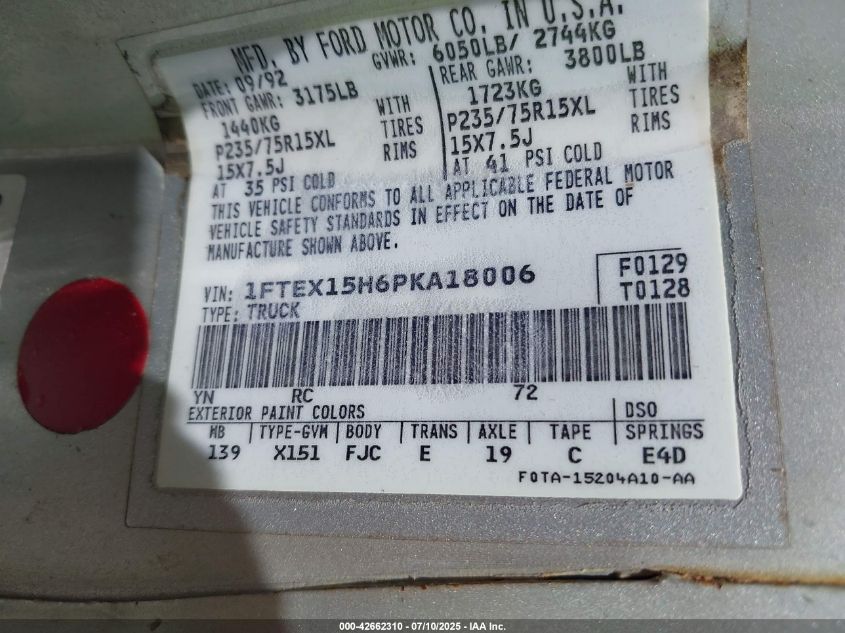 MFD. BY FORD MOTOR CO. IN U.S.A.
DATE: 09/92 GVWR: 6050LB/ 2744KG
FRONT GAWR: 3175LB REAR GAWR: 3800LB
1440KG WITH 1723KG WITH
P235/75R15XL TIRES P235/75R15XL TIRES
15X7.5J RIMS 15X7.5J RIMS
AT 35 PSI COLD AT 41 PSI COLD
THIS VEHICLE CONFORMS TO ALL APPLICABLE FEDERAL MOTOR
VEHICLE SAFETY STANDARDS IN EFFECT ON THE DATE OF
MANUFACTURE SHOWN ABOVE.
VIN: 1FTEX15H6PKA18006 F0129
TYPE: TRUCK T0128
YN RC 72
EXTERIOR PAINT COLORS DSO
WB TYPE-GVM BODY TRANS AXLE TAPE SPRINGS
139 X151 FJC E 19 C E4D
F0TA-15204A10-AA
000-42662310 - 07/10/2025 - IAA Inc.